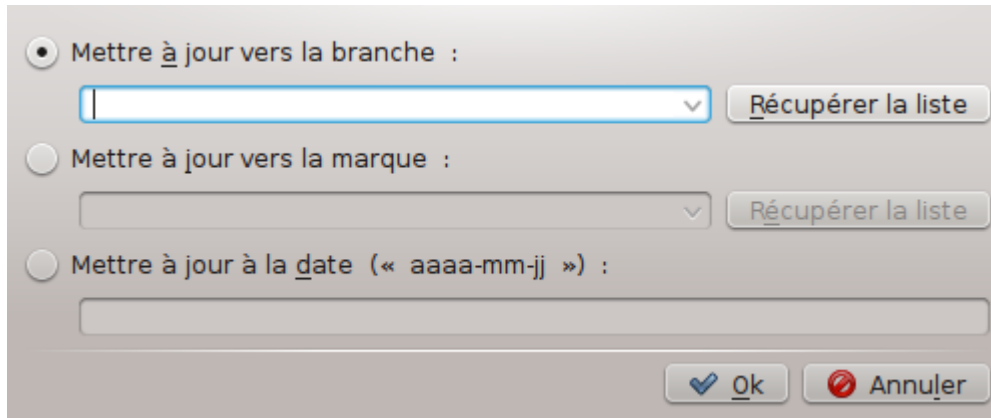 Mettre à jour vers la branche :
Récupérer la liste
Mettre à jour vers la marque :
Récupérer la liste
Mettre à jour à la date (« aaaa-mm-jj ») :
Ok Annuler